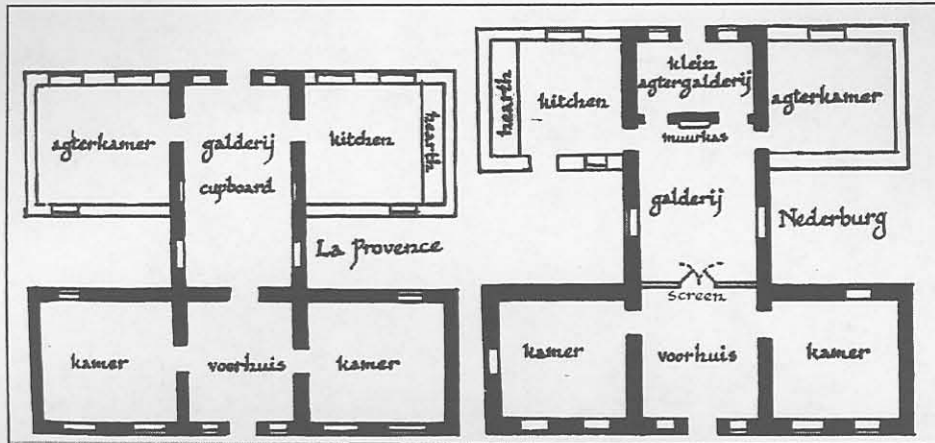 agterkamer
galderij
cupboard
kitchen
hearth
La Provence
kamer
voorhuis
kamer
hearth
kitchen
klein
agtergalderij
agterkamer
muurkas
galderij
Nederburg
screen
kamer
voorhuis
kamer